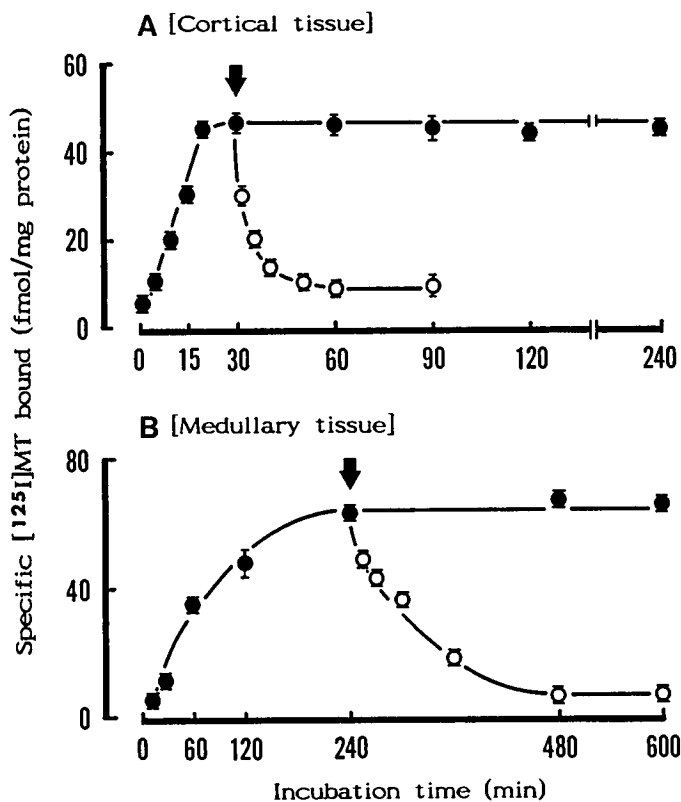 A [Cortical tissue]
60
40
20
0
0 15 30 60 90 120 240
B [Medullary tissue]
80
40
0
0 60 120 240 480 600
Incubation time (min)
Specific [¹²⁵I]MT bound (fmol/mg protein)